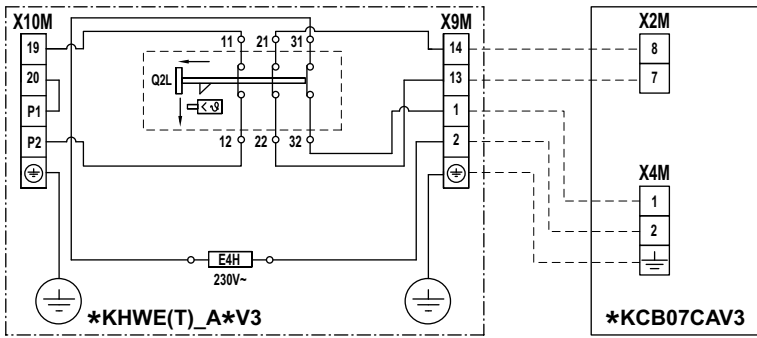 X10M
X9M
X2M
19
11
21
31
14
8
20
Q2L
13
7
P1
< ϑ
1
P2
12
22
32
2
X4M
1
E4H
2
230V~
*KHWE(T)_A*V3
*KCB07CAV3